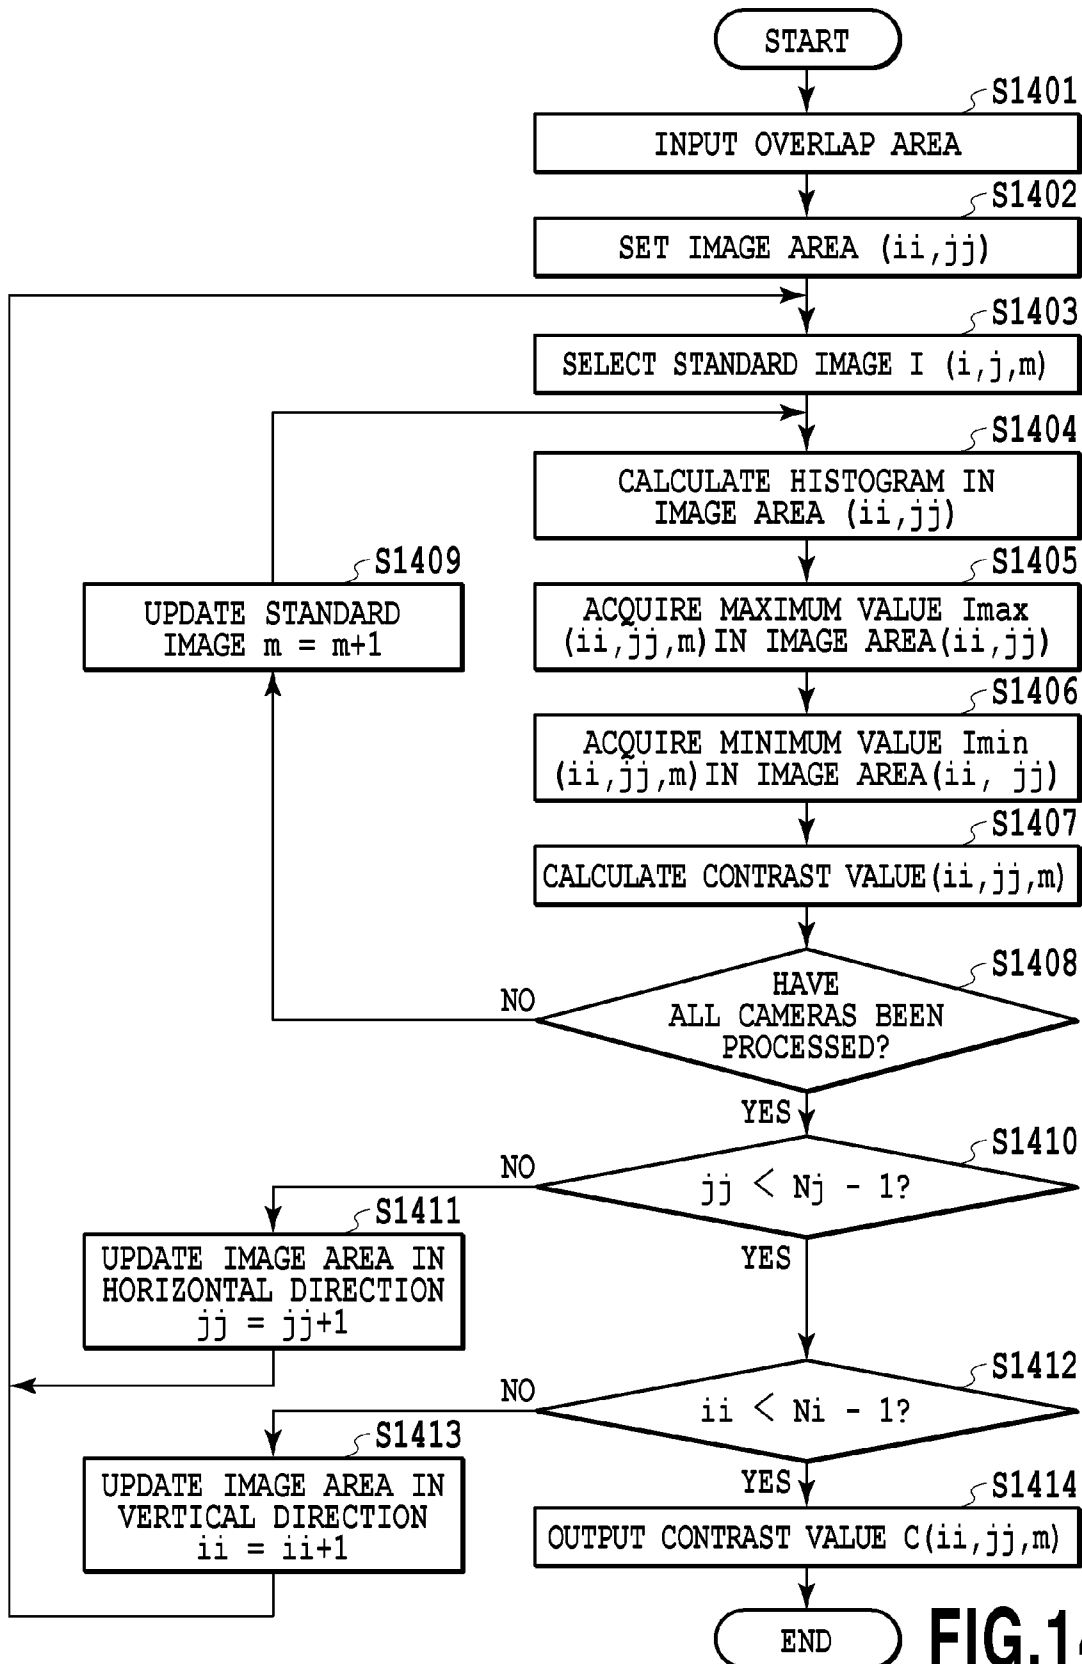 START
S1401
INPUT OVERLAP AREA
S1402
SET IMAGE AREA (ii,jj)
S1403
SELECT STANDARD IMAGE I (i,j,m)
S1404
CALCULATE HISTOGRAM IN
IMAGE AREA (ii,jj)
S1409
UPDATE STANDARD
IMAGE m = m+1
S1405
ACQUIRE MAXIMUM VALUE Imax
(ii,jj,m) IN IMAGE AREA(ii,jj)
S1406
ACQUIRE MINIMUM VALUE Imin
(ii,jj,m) IN IMAGE AREA(ii, jj)
S1407
CALCULATE CONTRAST VALUE(ii,jj,m)
S1408
HAVE
ALL CAMERAS BEEN
PROCESSED?
NO
YES
S1410
jj < Nj - 1?
NO
YES
S1411
UPDATE IMAGE AREA IN
HORIZONTAL DIRECTION
jj = jj+1
S1412
ii < Ni - 1?
NO
YES
S1413
UPDATE IMAGE AREA IN
VERTICAL DIRECTION
ii = ii+1
S1414
OUTPUT CONTRAST VALUE C(ii,jj,m)
END
FIG.14